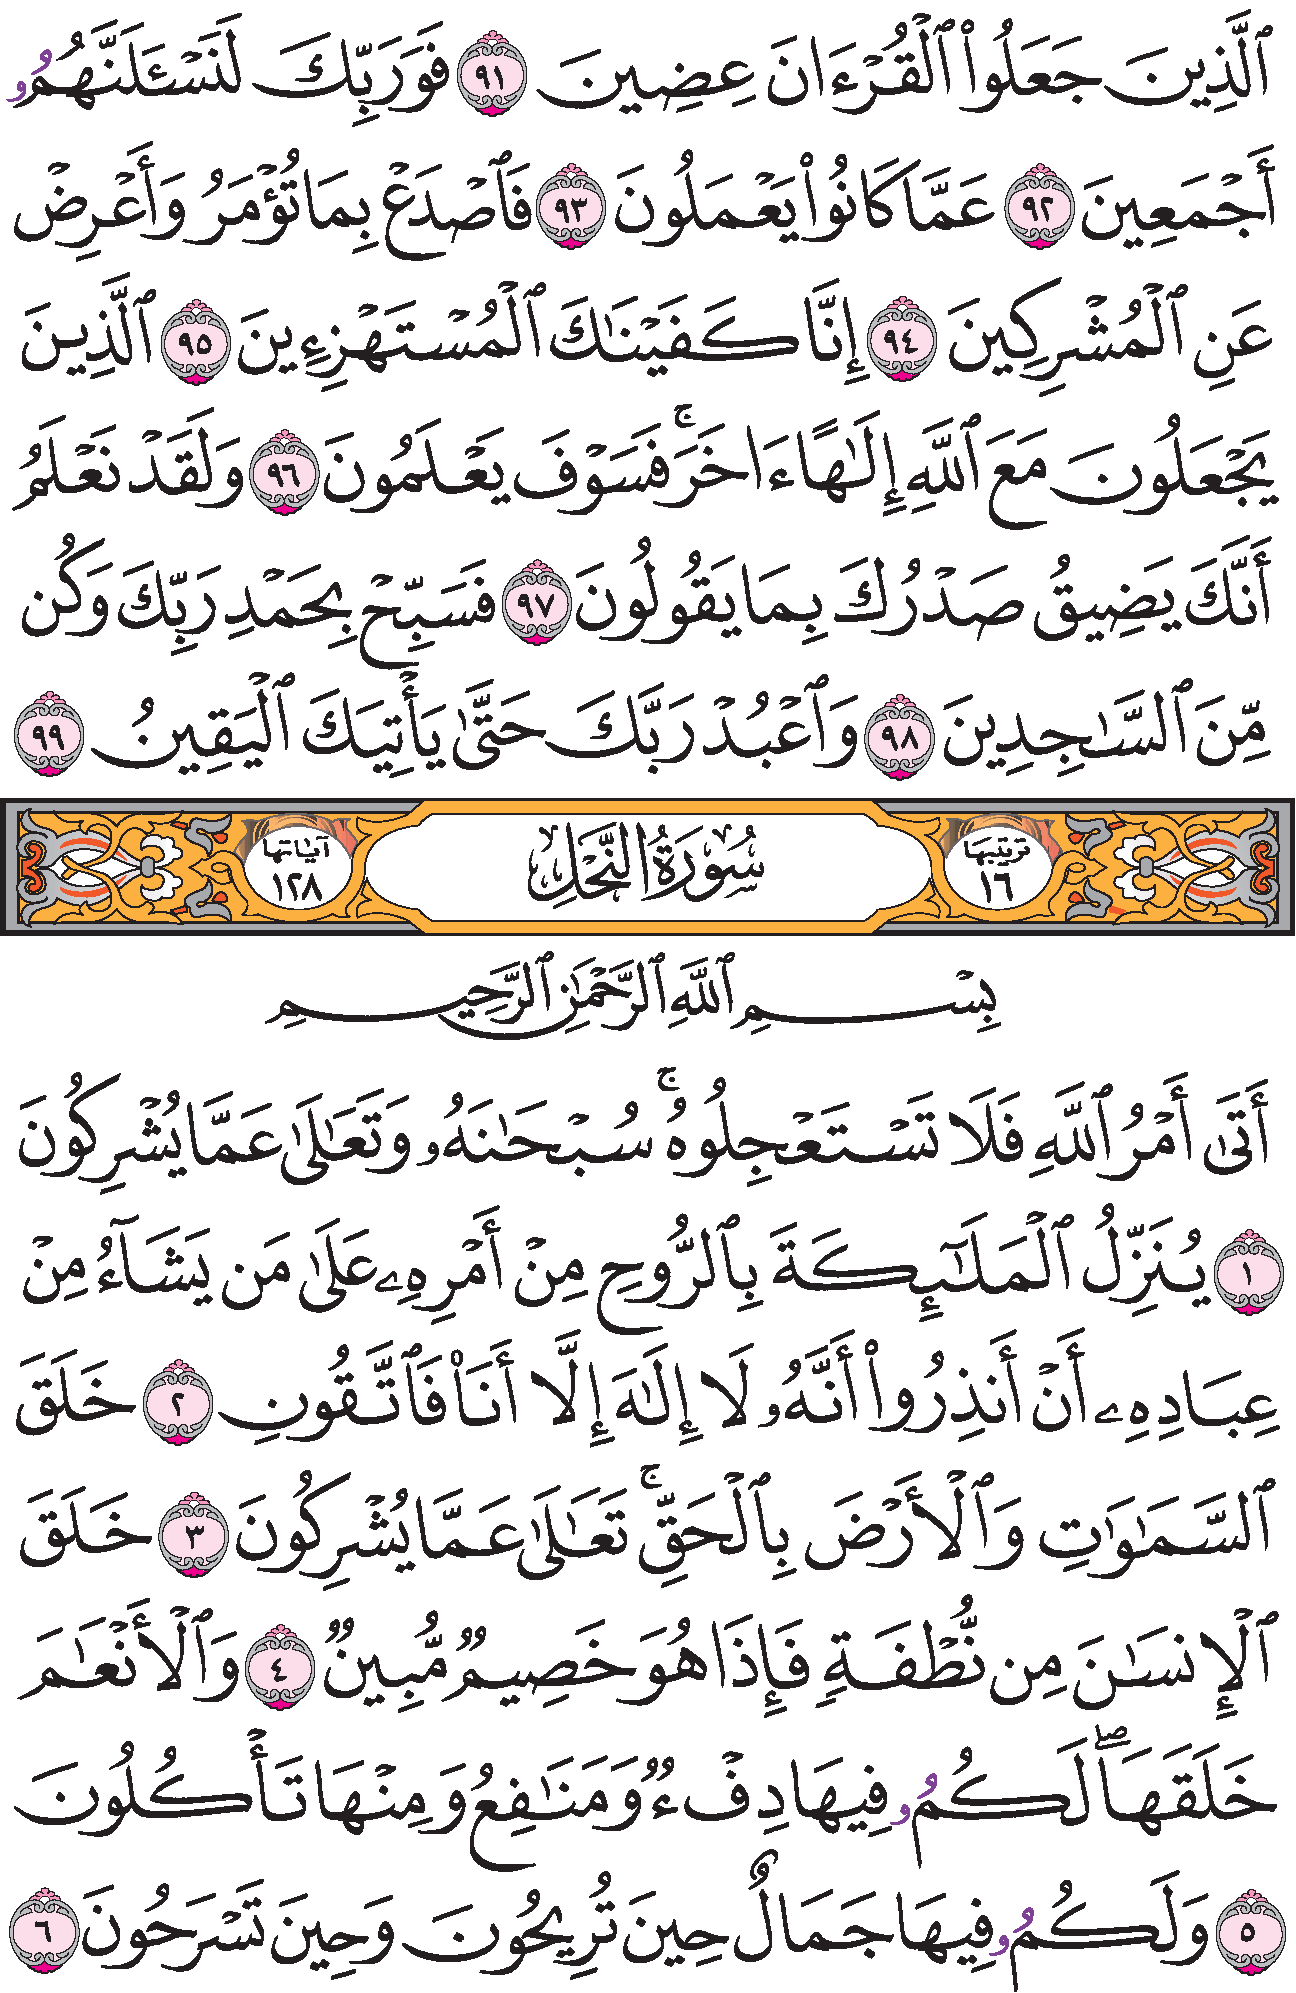 ٱلَّذِينَ جَعَلُوا۟ ٱلْقُرْءَانَ عِضِينَ ٩١ فَوَرَبِّكَ لَنَسْـَٔلَنَّهُمُۥ
أَجْمَعِينَ ٩٢ عَمَّا كَانُوا۟ يَعْمَلُونَ ٩٣ فَٱصْدَعْ بِمَا تُؤْمَرُ وَأَعْرِضْ
عَنِ ٱلْمُشْرِكِينَ ٩٤ إِنَّا كَفَيْنَٰكَ ٱلْمُسْتَهْزِءِينَ ٩٥ ٱلَّذِينَ
يَجْعَلُونَ مَعَ ٱللَّهِ إِلَٰهًا ءَاخَرَۚ فَسَوْفَ يَعْلَمُونَ ٩٦ وَلَقَدْ نَعْلَمُ
أَنَّكَ يَضِيقُ صَدْرُكَ بِمَا يَقُولُونَ ٩٧ فَسَبِّحْ بِحَمْدِ رَبِّكَ وَكُن
مِّنَ ٱلسَّٰجِدِينَ ٩٨ وَٱعْبُدْ رَبَّكَ حَتَّىٰ يَأْتِيَكَ ٱلْيَقِينُ ٩٩
ترتيبها ١٦ سُورَةُ النَّحْلِ آياتها ١٢٨
بِسْمِ ٱللَّهِ ٱلرَّحْمَٰنِ ٱلرَّحِيمِ
أَتَىٰ أَمْرُ ٱللَّهِ فَلَا تَسْتَعْجِلُوهُۚ سُبْحَٰنَهُۥ وَتَعَٰلَىٰ عَمَّا يُشْرِكُونَ
١ يُنَزِّلُ ٱلْمَلَٰٓئِكَةَ بِٱلرُّوحِ مِنْ أَمْرِهِۦ عَلَىٰ مَن يَشَآءُ مِنْ
عِبَادِهِۦ أَنْ أَنذِرُوٓا۟ أَنَّهُۥ لَا إِلَٰهَ إِلَّا أَنَا۠ فَٱتَّقُونِ ٢ خَلَقَ
ٱلسَّمَٰوَٰتِ وَٱلْأَرْضَ بِٱلْحَقِّۚ تَعَٰلَىٰ عَمَّا يُشْرِكُونَ ٣ خَلَقَ
ٱلْإِنسَٰنَ مِن نُّطْفَةٍ فَإِذَا هُوَ خَصِيمٌ مُّبِينٌ ٤ وَٱلْأَنْعَٰمَ
خَلَقَهَاۖ لَكُمُۥ فِيهَا دِفْءٌ وَمَنَٰفِعُ وَمِنْهَا تَأْكُلُونَ
٥ وَلَكُمُۥ فِيهَا جَمَالٌ حِينَ تُرِيحُونَ وَحِينَ تَسْرَحُونَ ٦